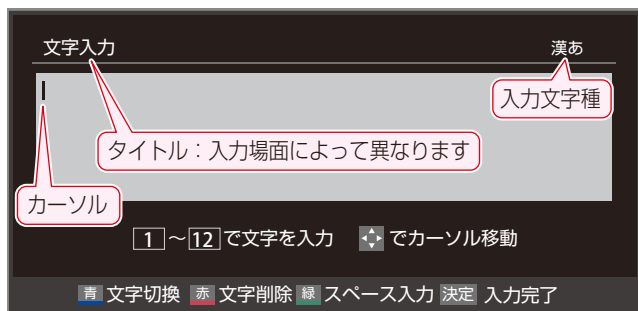 文字入力 漢あ
入力文字種
タイトル：入力場面によって異なります
カーソル
1～12で文字を入力 でカーソル移動
青 文字切換 赤 文字削除 緑 スペース入力 決定 入力完了